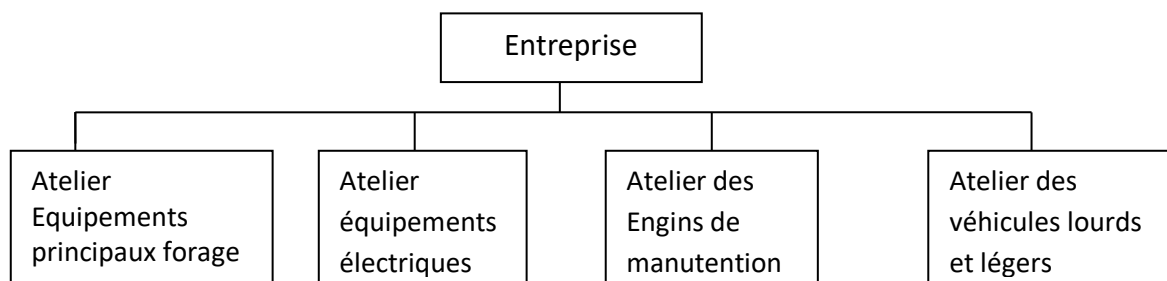 Entreprise
Atelier
Equipements
principaux forage
Atelier
équipements
électriques
Atelier des
Engins de
manutention
Atelier des
véhicules lourds
et légers